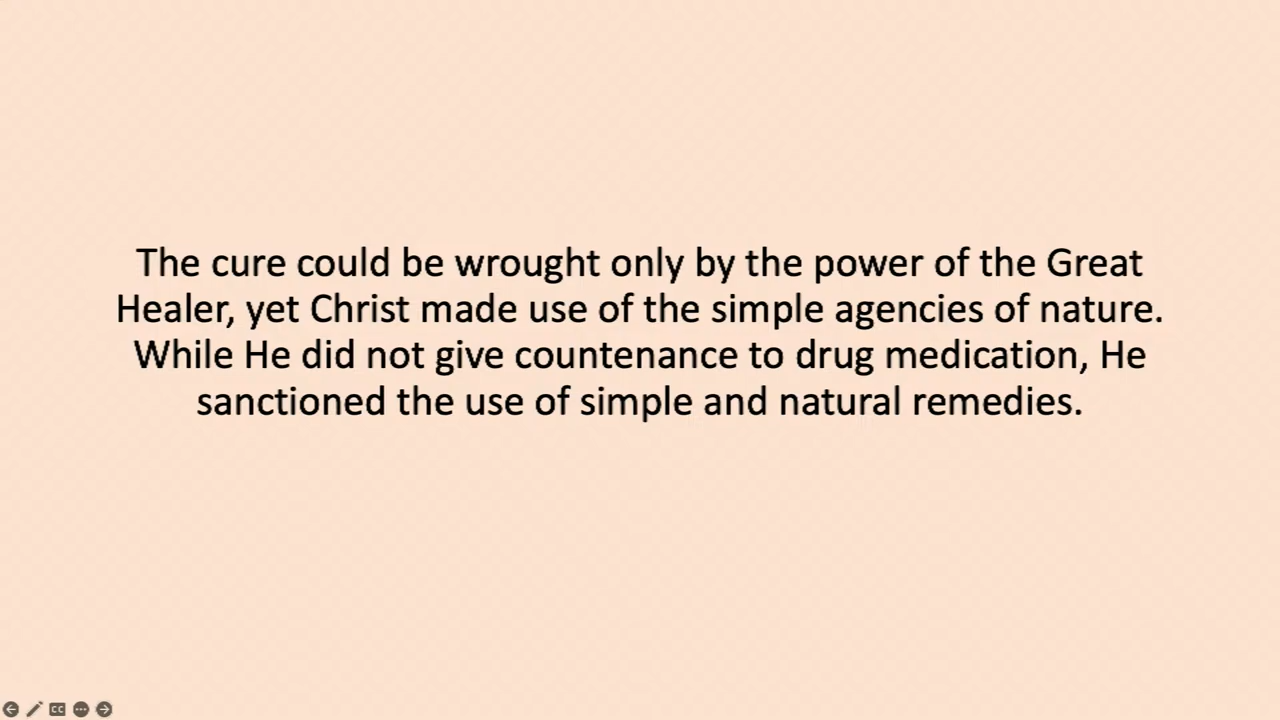 The cure could be wrought only by the power of the Great
Healer, yet Christ made use of the simple agencies of nature.
While He did not give countenance to drug medication, He
sanctioned the use of simple and natural remedies.
CC